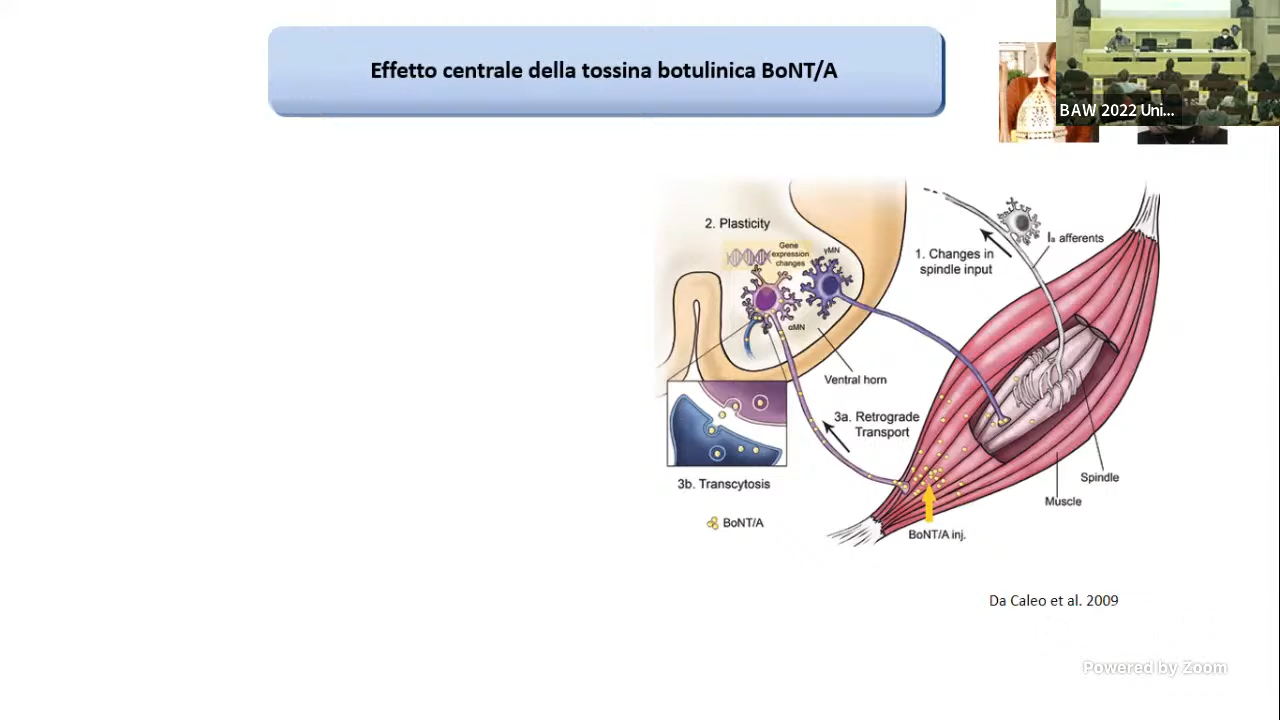 Effetto centrale della tossina botulinica BoNT/A
BAW 2022 Uni...
2. Plasticity
Gene
expression
changes
γMN
αMN
Ia afferents
1. Changes in
spindle input
Ventral horn
3a. Retrograde
Transport
3b. Transcytosis
BoNT/A
Spindle
Muscle
BoNT/A inj.
Da Caleo et al. 2009
Powered by Zoom